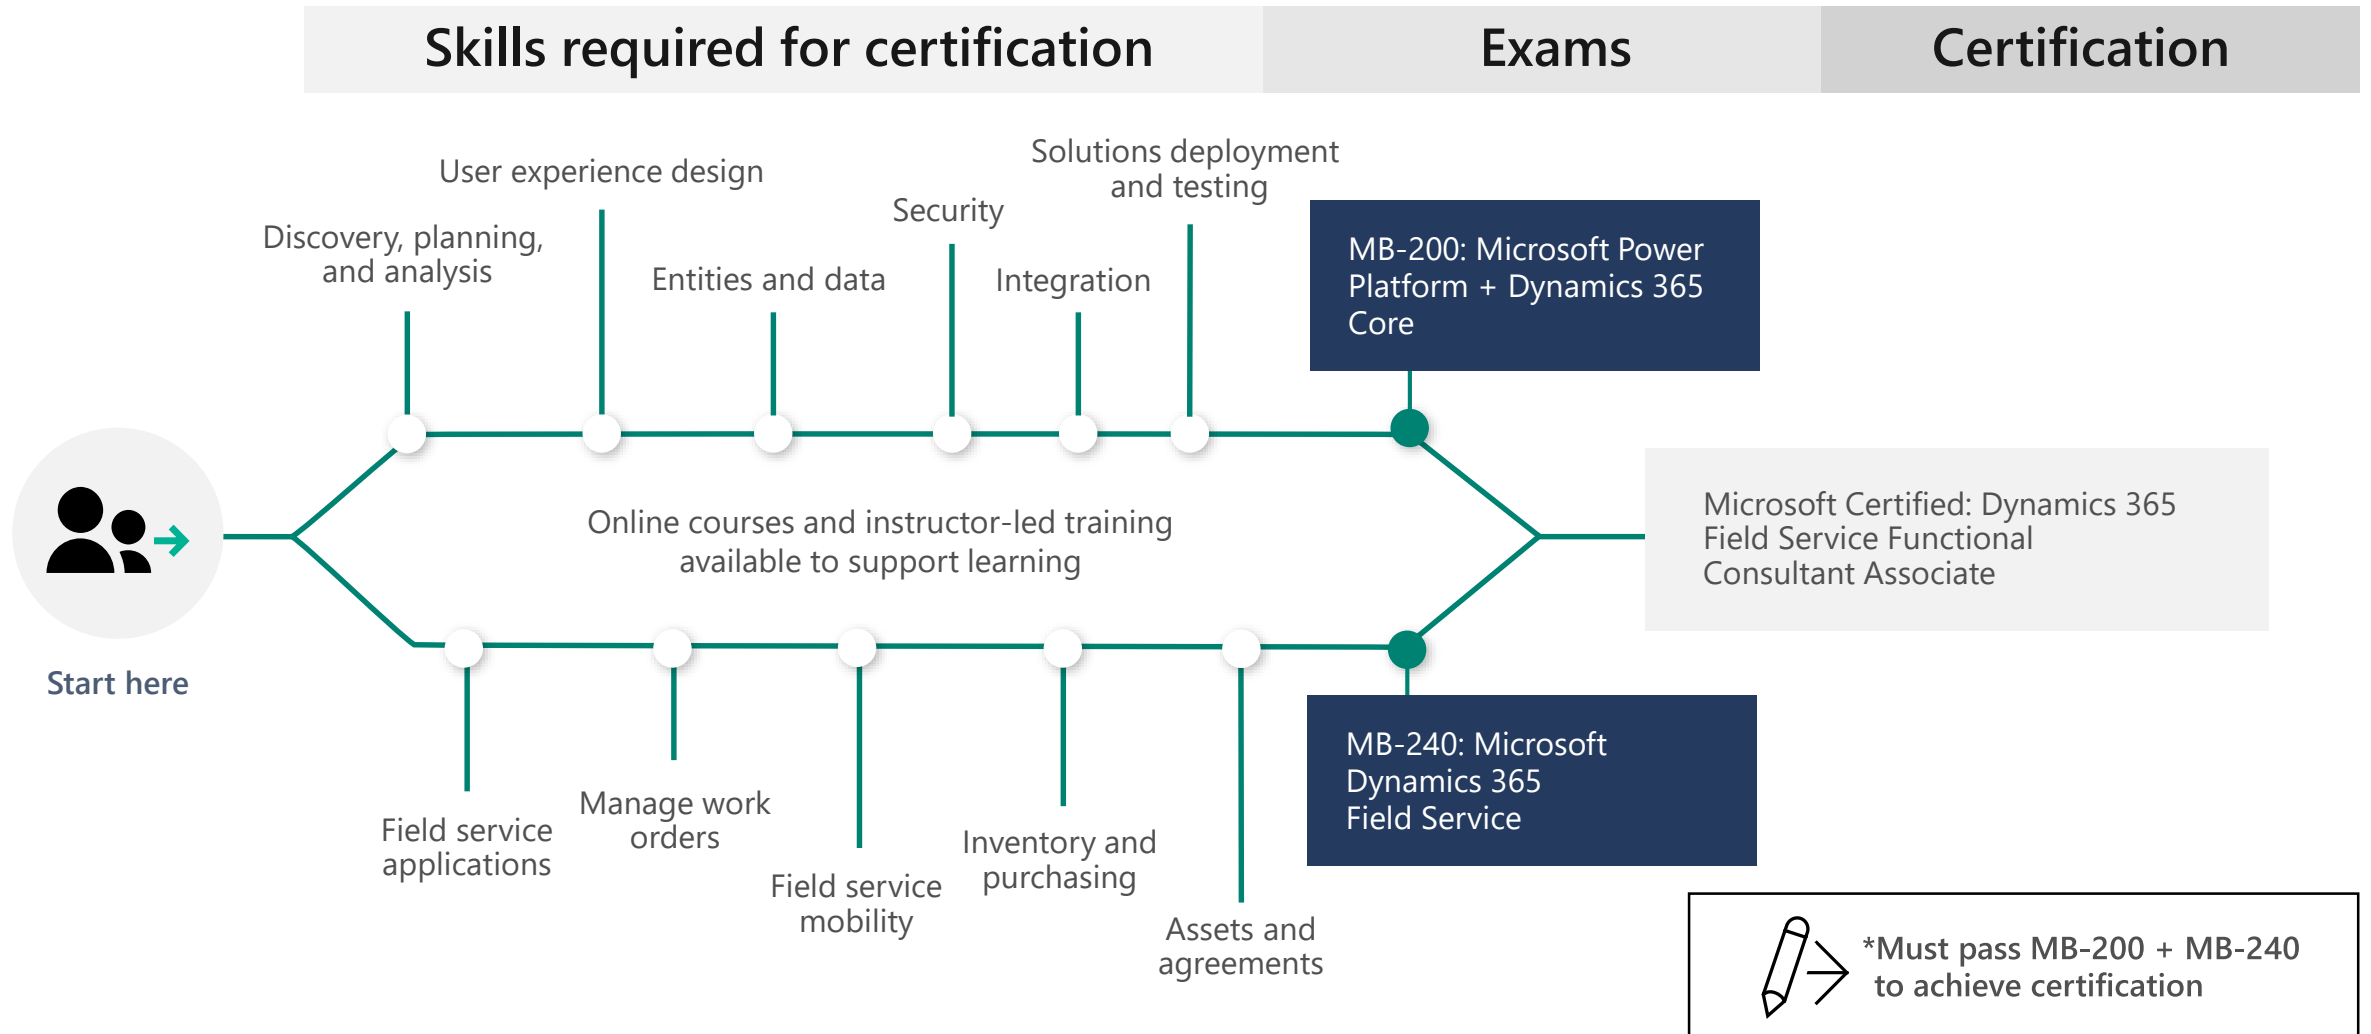 Skills required for certification
Exams
Certification
Discovery, planning,
and analysis
User experience design
Entities and data
Security
Integration
Solutions deployment
and testing
MB-200: Microsoft Power
Platform + Dynamics 365
Core
Start here
Online courses and instructor-led training
available to support learning
Microsoft Certified: Dynamics 365
Field Service Functional
Consultant Associate
Field service
applications
Manage work
orders
Field service
mobility
Inventory and
purchasing
Assets and
agreements
MB-240: Microsoft
Dynamics 365
Field Service
*Must pass MB-200 + MB-240
to achieve certification